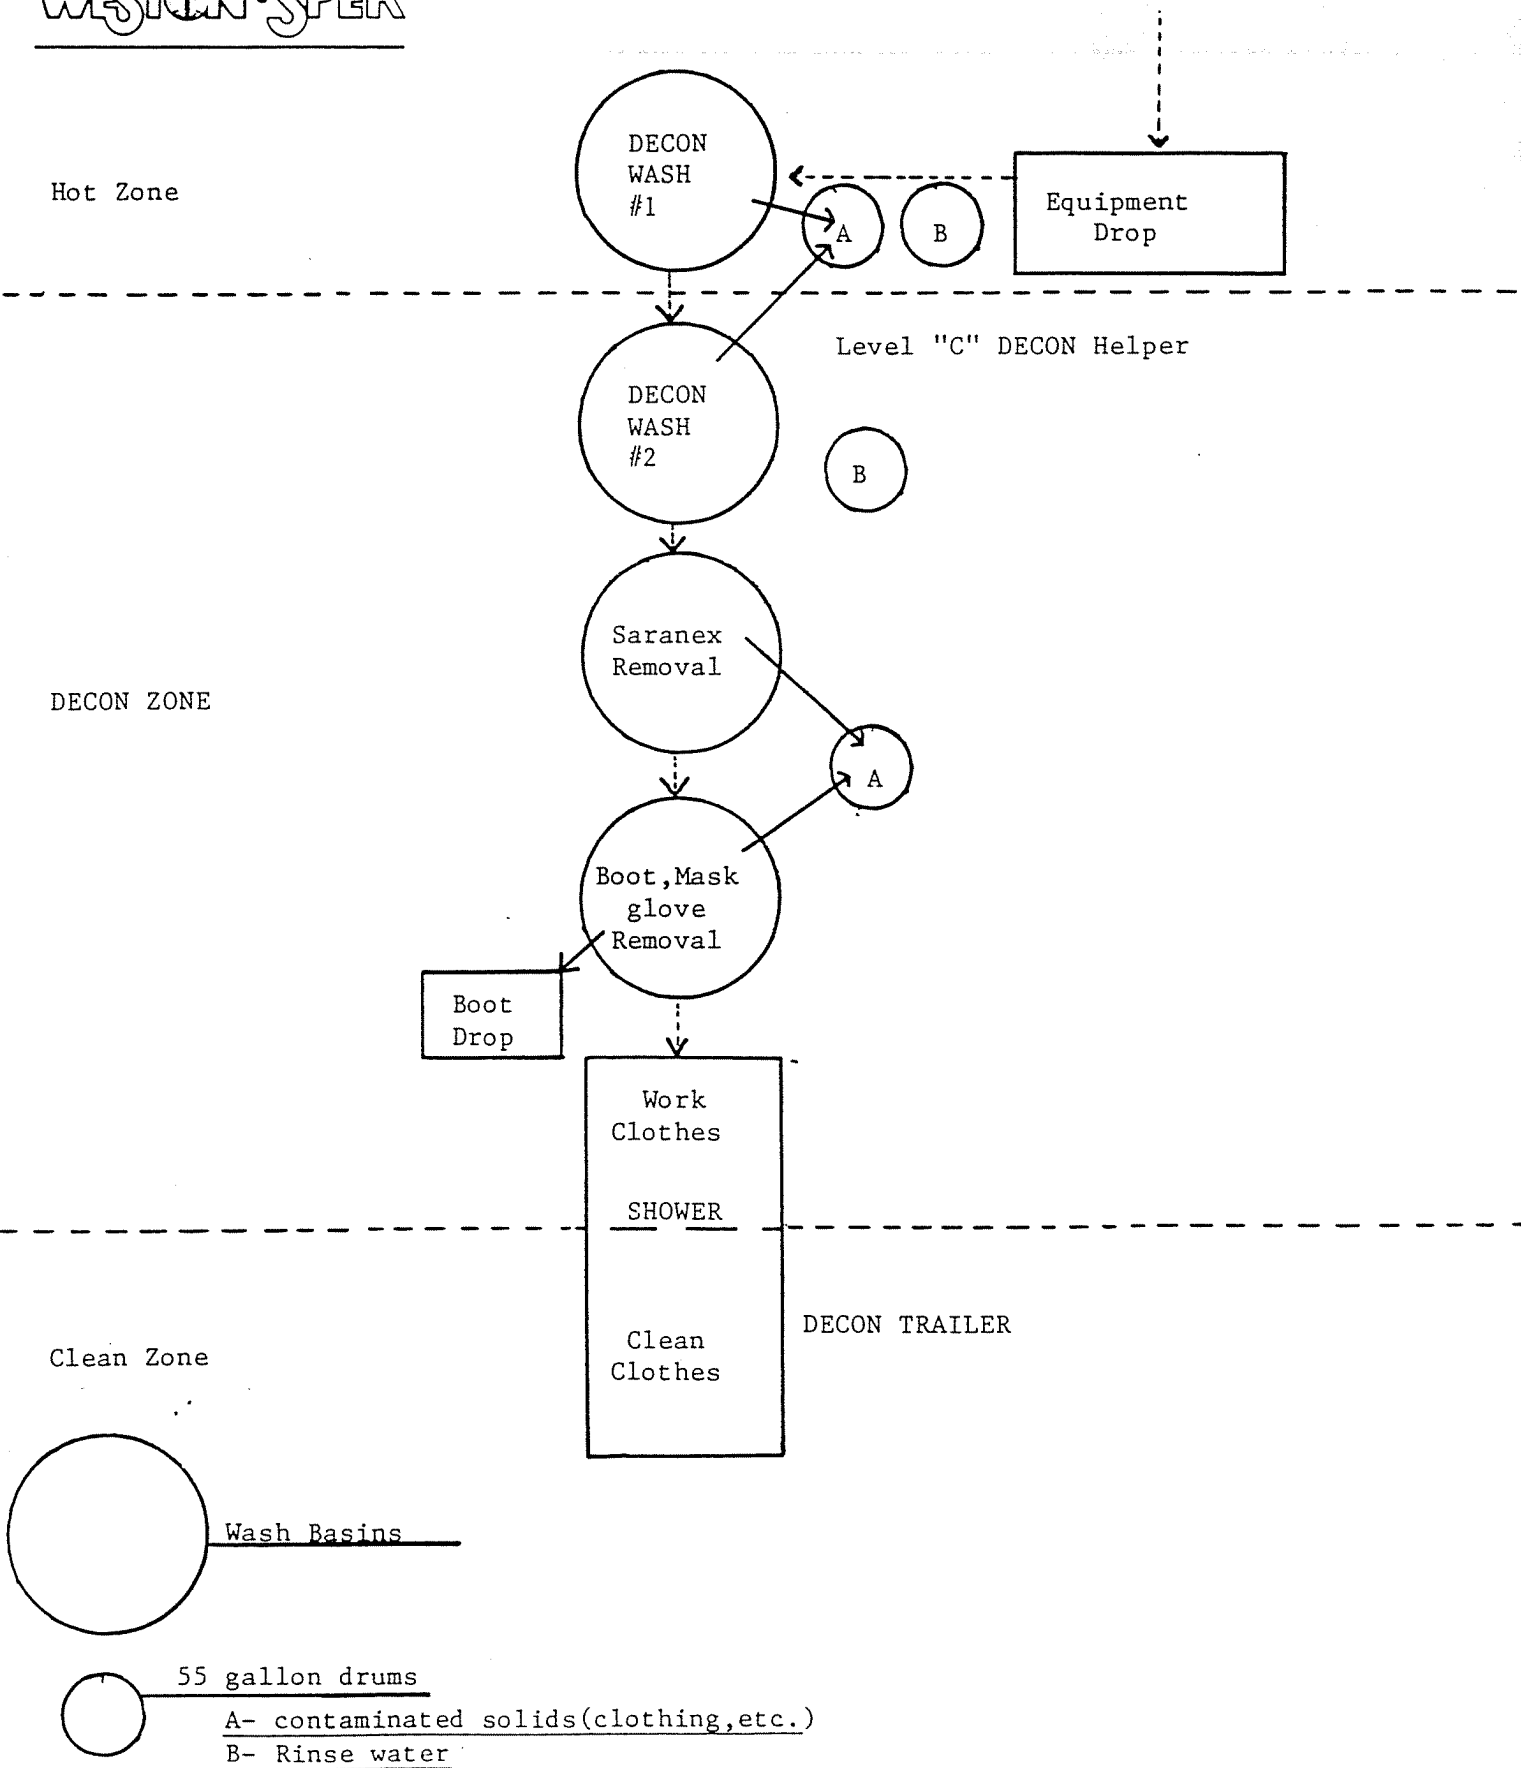 WESTON·SPER
Hot Zone
DECON
WASH
#1
A
B
Equipment
Drop
Level "C" DECON Helper
DECON
WASH
#2
B
Saranex
Removal
DECON ZONE
A
Boot,Mask
glove
Removal
Boot
Drop
Work
Clothes
SHOWER
Clean
Clothes
DECON TRAILER
Clean Zone
Wash Basins
55 gallon drums
A- contaminated solids(clothing,etc.)
B- Rinse water